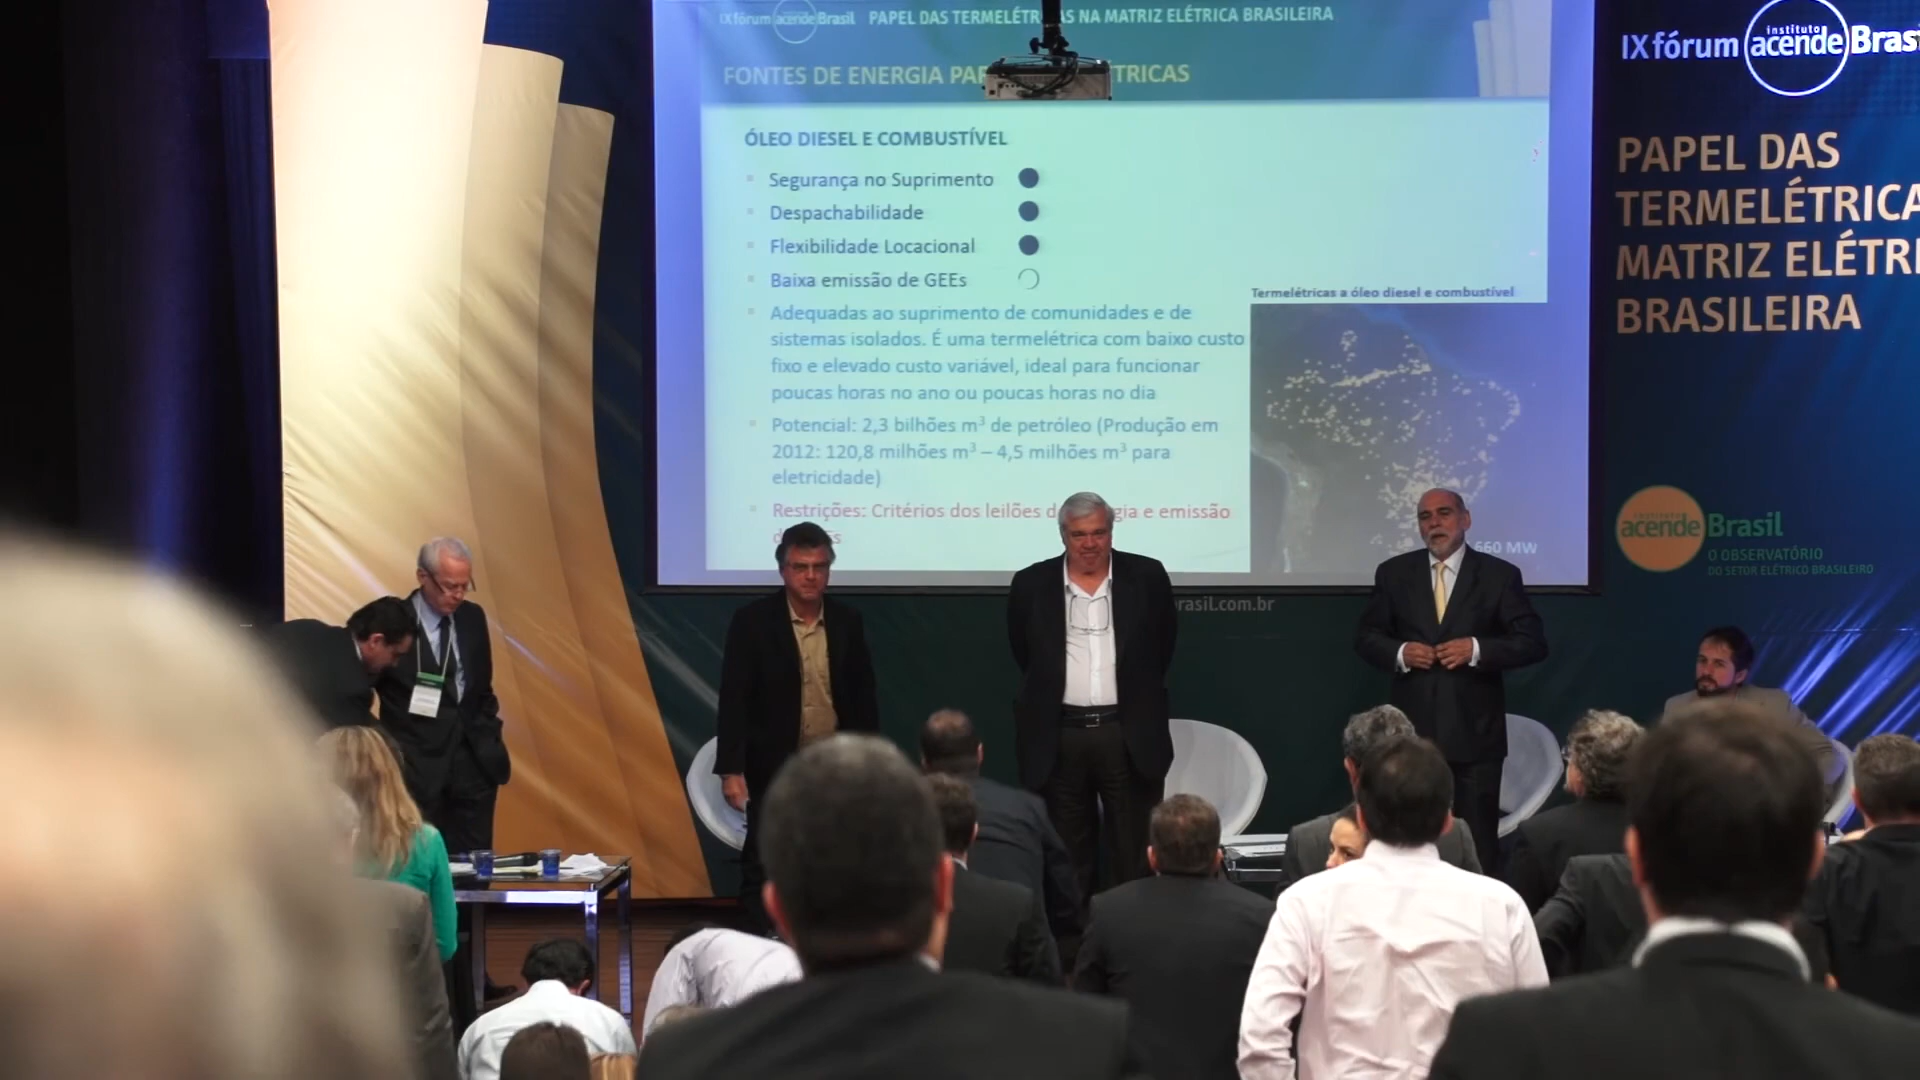 IX fórum acende Brasil PAPEL DAS TERMELÉTR AS NA MATRIZ ELÉTRICA BRASILEIRA
FONTES DE ENERGIA PAR TRICAS
ÓLEO DIESEL E COMBUSTÍVEL
Segurança no Suprimento
Despachabilidade
Flexibilidade Locacional
Baixa emissão de GEEs
Adequadas ao suprimento de comunidades e de
sistemas isolados. É uma termelétrica com baixo custo
fixo e elevado custo variável, ideal para funcionar
poucas horas no ano ou poucas horas no dia
Potencial: 2,3 bilhões m³ de petróleo (Produção em
2012: 120,8 milhões m³ – 4,5 milhões m³ para
eletricidade)
Restrições: Critérios dos leilões d gia e emissão
Termelétricas a óleo diesel e combustível
660 MW
rasil.com.br
IX fórum instituto acende Bras
PAPEL DAS
TERMELÉTRICA
MATRIZ ELÉTRI
BRASILEIRA
instituto
acende Brasil
O OBSERVATÓRIO
DO SETOR ELÉTRICO BRASILEIRO